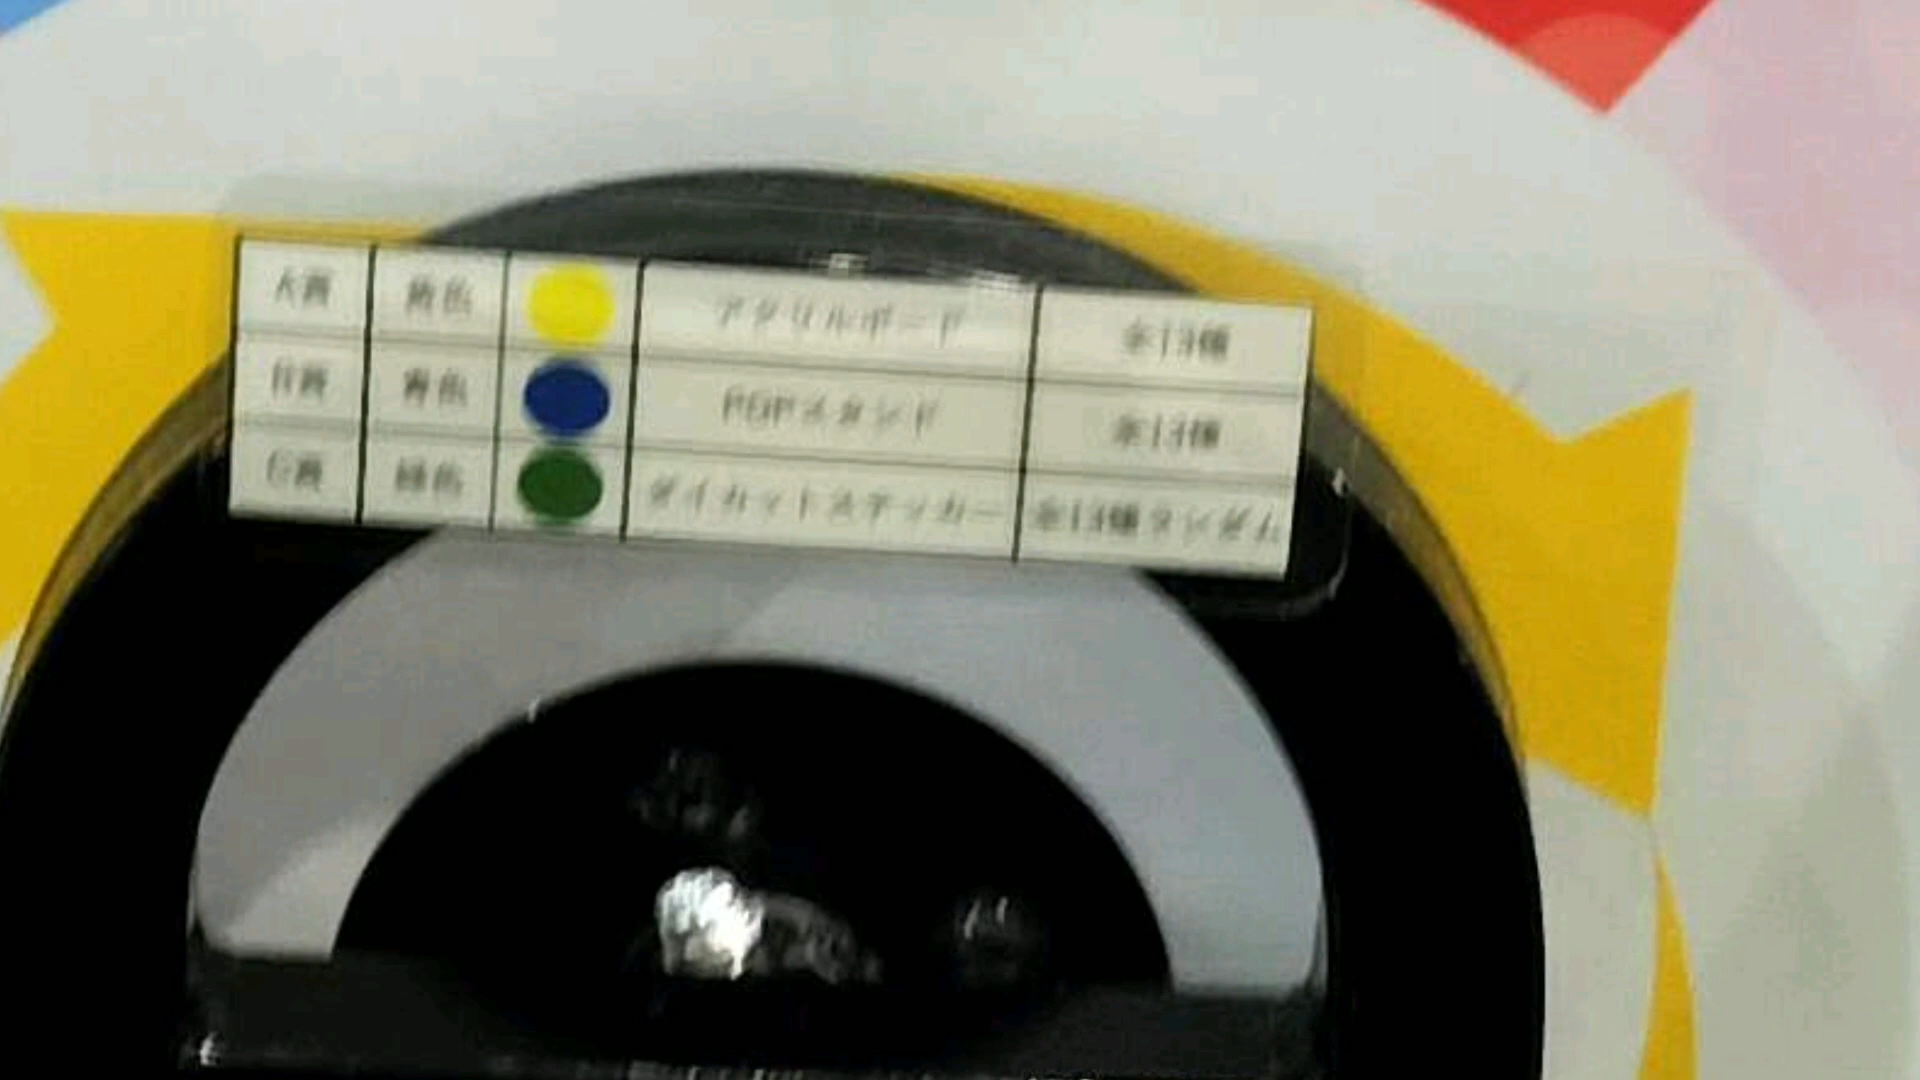 A賞 黄色 アクリルボード 全13種
B賞 青色 POPスタンド 全13種
C賞 緑色 ダイカットステッカー 全13種ランダム